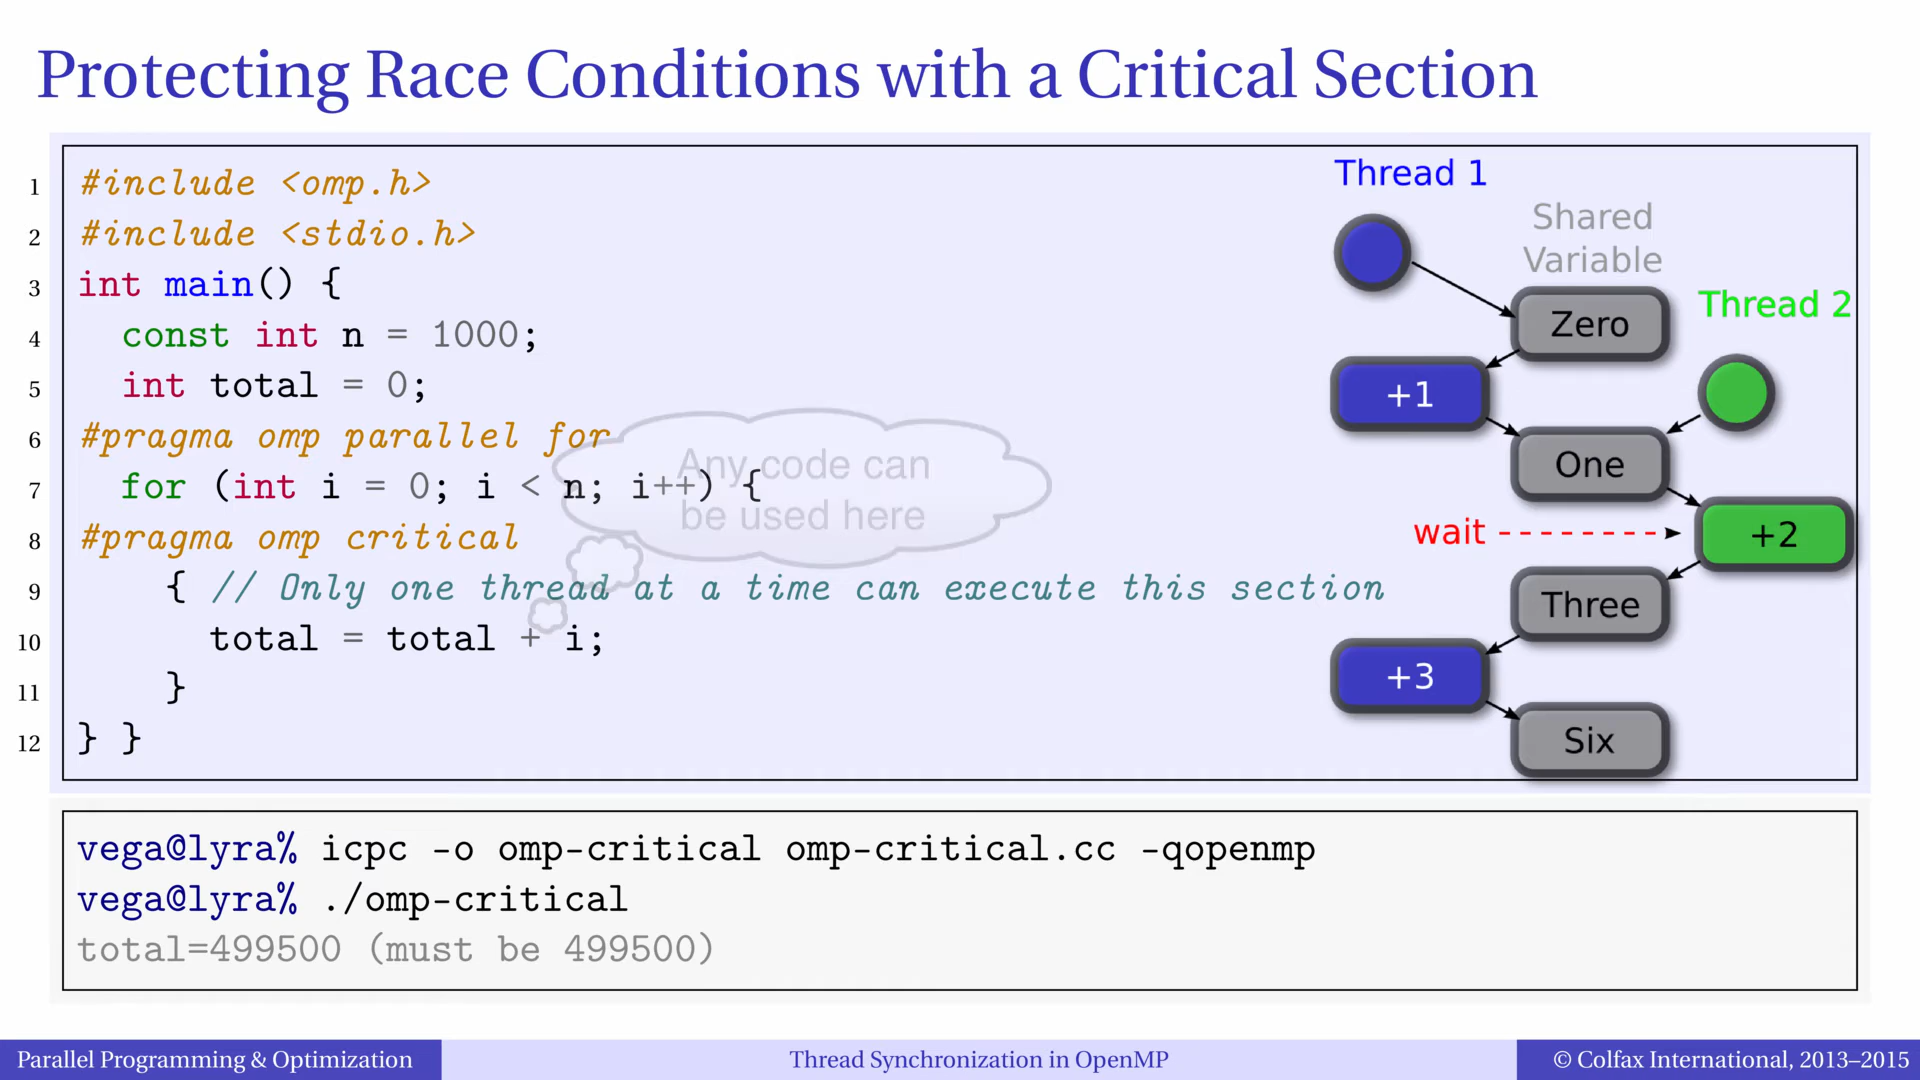 Protecting Race Conditions with a Critical Section
1 #include <omp.h>
2 #include <stdio.h>
3 int main() {
4 const int n = 1000;
5 int total = 0;
6 #pragma omp parallel for
7 for (int i = 0; i < n; i++) {
8 #pragma omp critical
9 { // Only one thread at a time can execute this section
10 total = total + i;
11 }
12 } }
Any code can
be used here
Thread 1
Shared
Variable
Thread 2
Zero
+1
One
wait
+2
Three
+3
Six
vega@lyra% icpc -o omp-critical omp-critical.cc -qopenmp
vega@lyra% ./omp-critical
total=499500 (must be 499500)
Parallel Programming & Optimization
Thread Synchronization in OpenMP
© Colfax International, 2013–2015